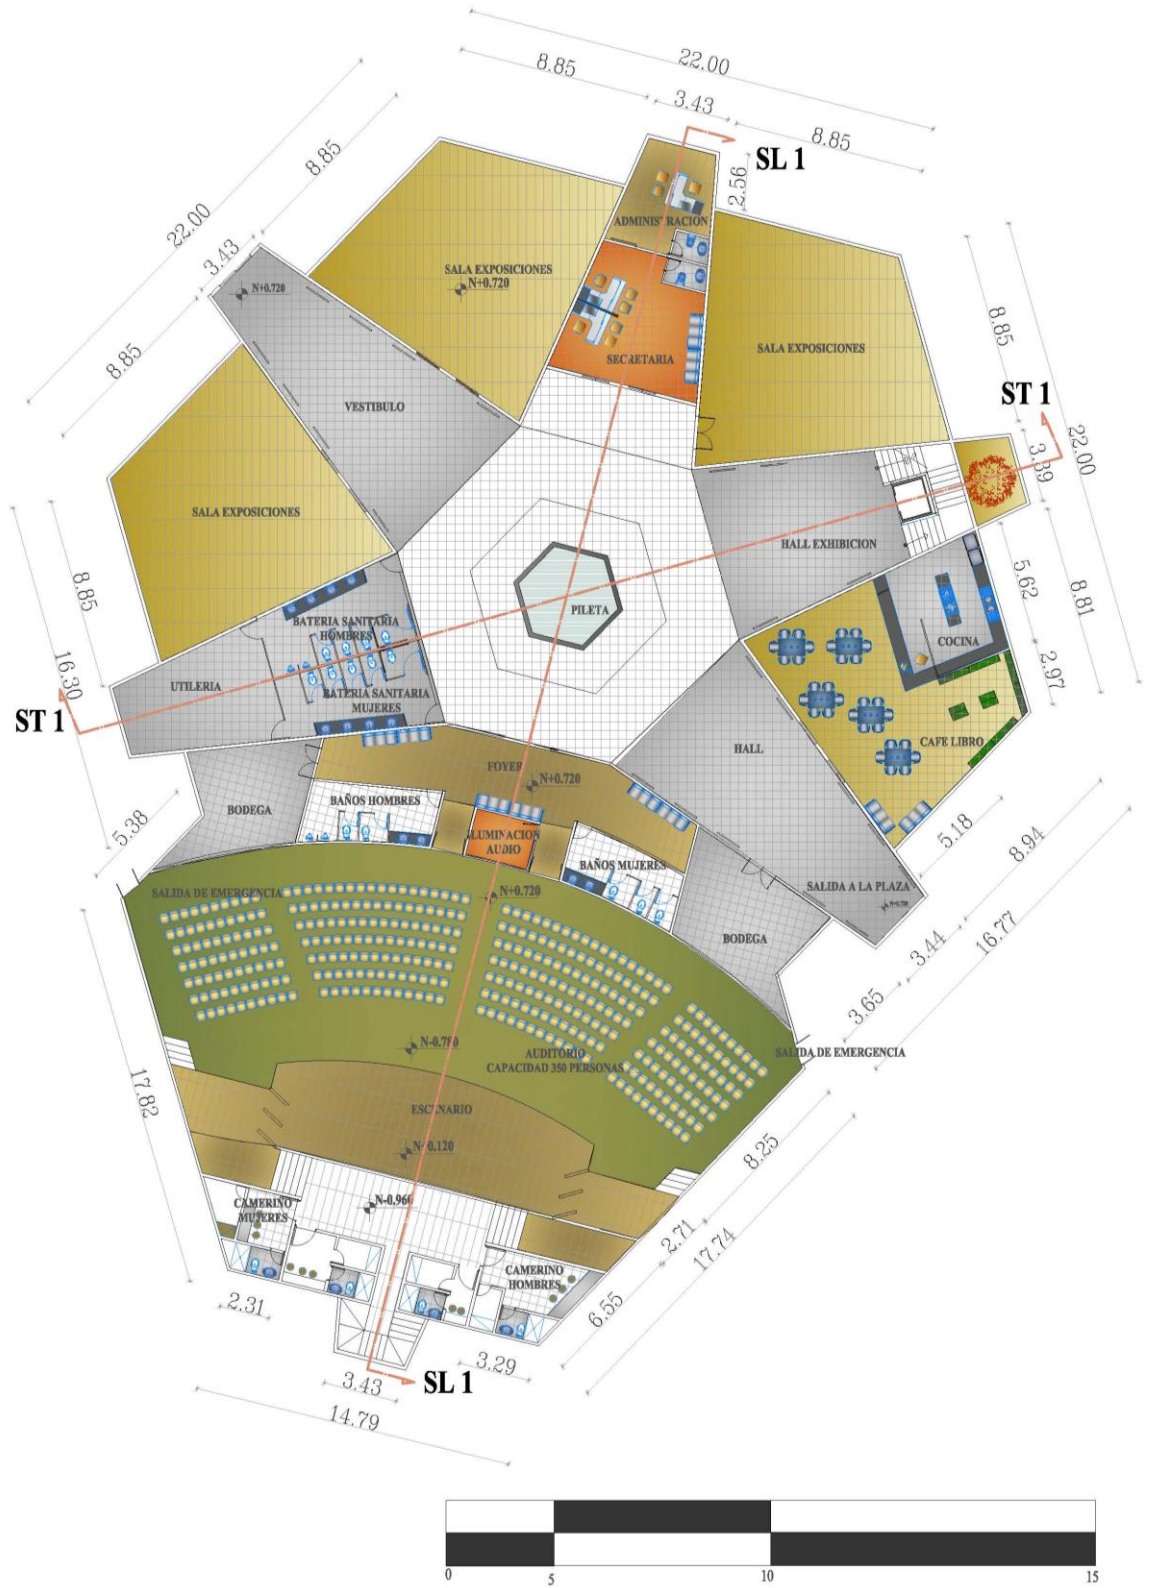 22.00
8.85
3.43
8.85
SL 1
2.56
22.00
8.85
3.43
8.85
ADMINISTRACION
SALA EXPOSICIONES
N+0.720
N+0.720
SECRETARIA
SALA EXPOSICIONES
8.85
ST 1
22.00
3.39
VESTIBULO
SALA EXPOSICIONES
HALL EXHIBICION
8.85
5.62
8.81
PILETA
BATERIA SANITARIA
HOMBRES
COCINA
16.30
UTILERIA
BATERIA SANITARIA
MUJERES
2.97
ST 1
HALL
CAFE LIBRO
FOYER
N+0.720
BODEGA
BAÑOS HOMBRES
5.38
ILUMINACION
AUDIO
5.18
8.94
BAÑOS MUJERES
SALIDA DE EMERGENCIA
N+0.720
SALIDA A LA PLAZA
N+0.720
BODEGA
3.44
16.77
3.65
N-0.780
AUDITORIO
CAPACIDAD 350 PERSONAS
SALIDA DE EMERGENCIA
17.82
ESCENARIO
N+0.120
8.25
N-0.960
CAMERINO
MUJERES
2.71
17.74
CAMERINO
HOMBRES
2.31
6.55
3.29
3.43
SL 1
14.79
0
5
10
15